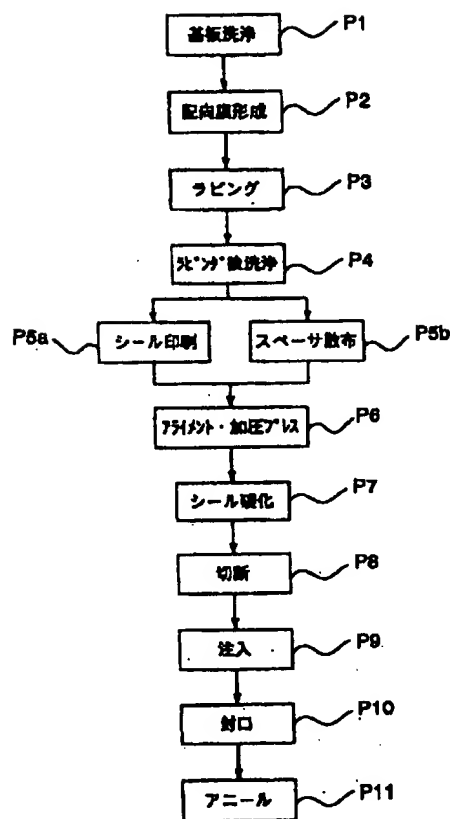 基板洗浄
P1
配向膜形成
P2
ラビング
P3
ラビング後洗浄
P4
P5a
シール印刷
スペーサ散布
P5b
アライメント・加圧プレス
P6
シール硬化
P7
切断
P8
注入
P9
封口
P10
アニール
P11